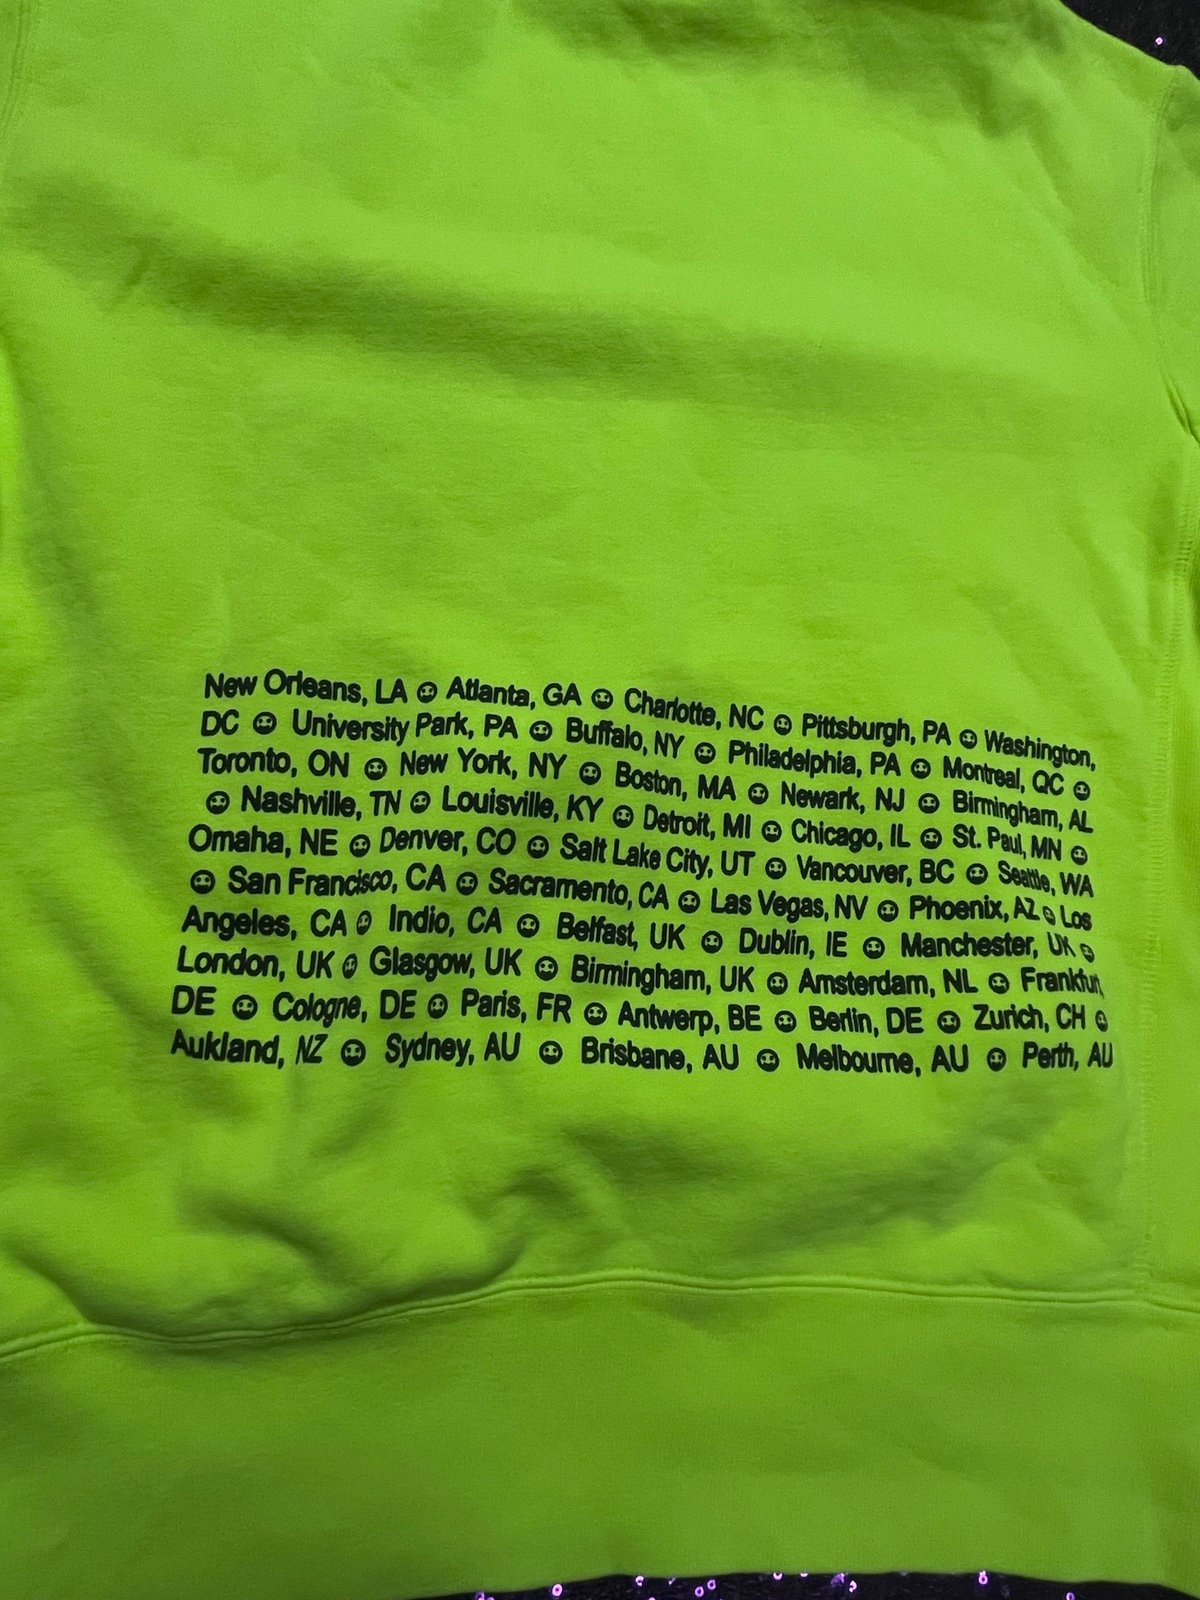 New Orleans, LA ☺ Atlanta, GA ☺ Charlotte, NC ☺ Pittsburgh, PA ☺ Washington,
DC ☺ University Park, PA ☺ Buffalo, NY ☺ Philadelphia, PA ☺ Montreal, QC ☺
Toronto, ON ☺ New York, NY ☺ Boston, MA ☺ Newark, NJ ☺ Birmingham, AL
☺ Nashville, TN ☺ Louisville, KY ☺ Detroit, MI ☺ Chicago, IL ☺ St. Paul, MN ☺
Omaha, NE ☺ Denver, CO ☺ Salt Lake City, UT ☺ Vancouver, BC ☺ Seattle, WA
☺ San Francisco, CA ☺ Sacramento, CA ☺ Las Vegas, NV ☺ Phoenix, AZ ☺ Los
Angeles, CA ☺ Indio, CA ☺ Belfast, UK ☺ Dublin, IE ☺ Manchester, UK ☺
London, UK ☺ Glasgow, UK ☺ Birmingham, UK ☺ Amsterdam, NL ☺ Frankfurt,
DE ☺ Cologne, DE ☺ Paris, FR ☺ Antwerp, BE ☺ Berlin, DE ☺ Zurich, CH ☺
Aukland, NZ ☺ Sydney, AU ☺ Brisbane, AU ☺ Melbourne, AU ☺ Perth, AU